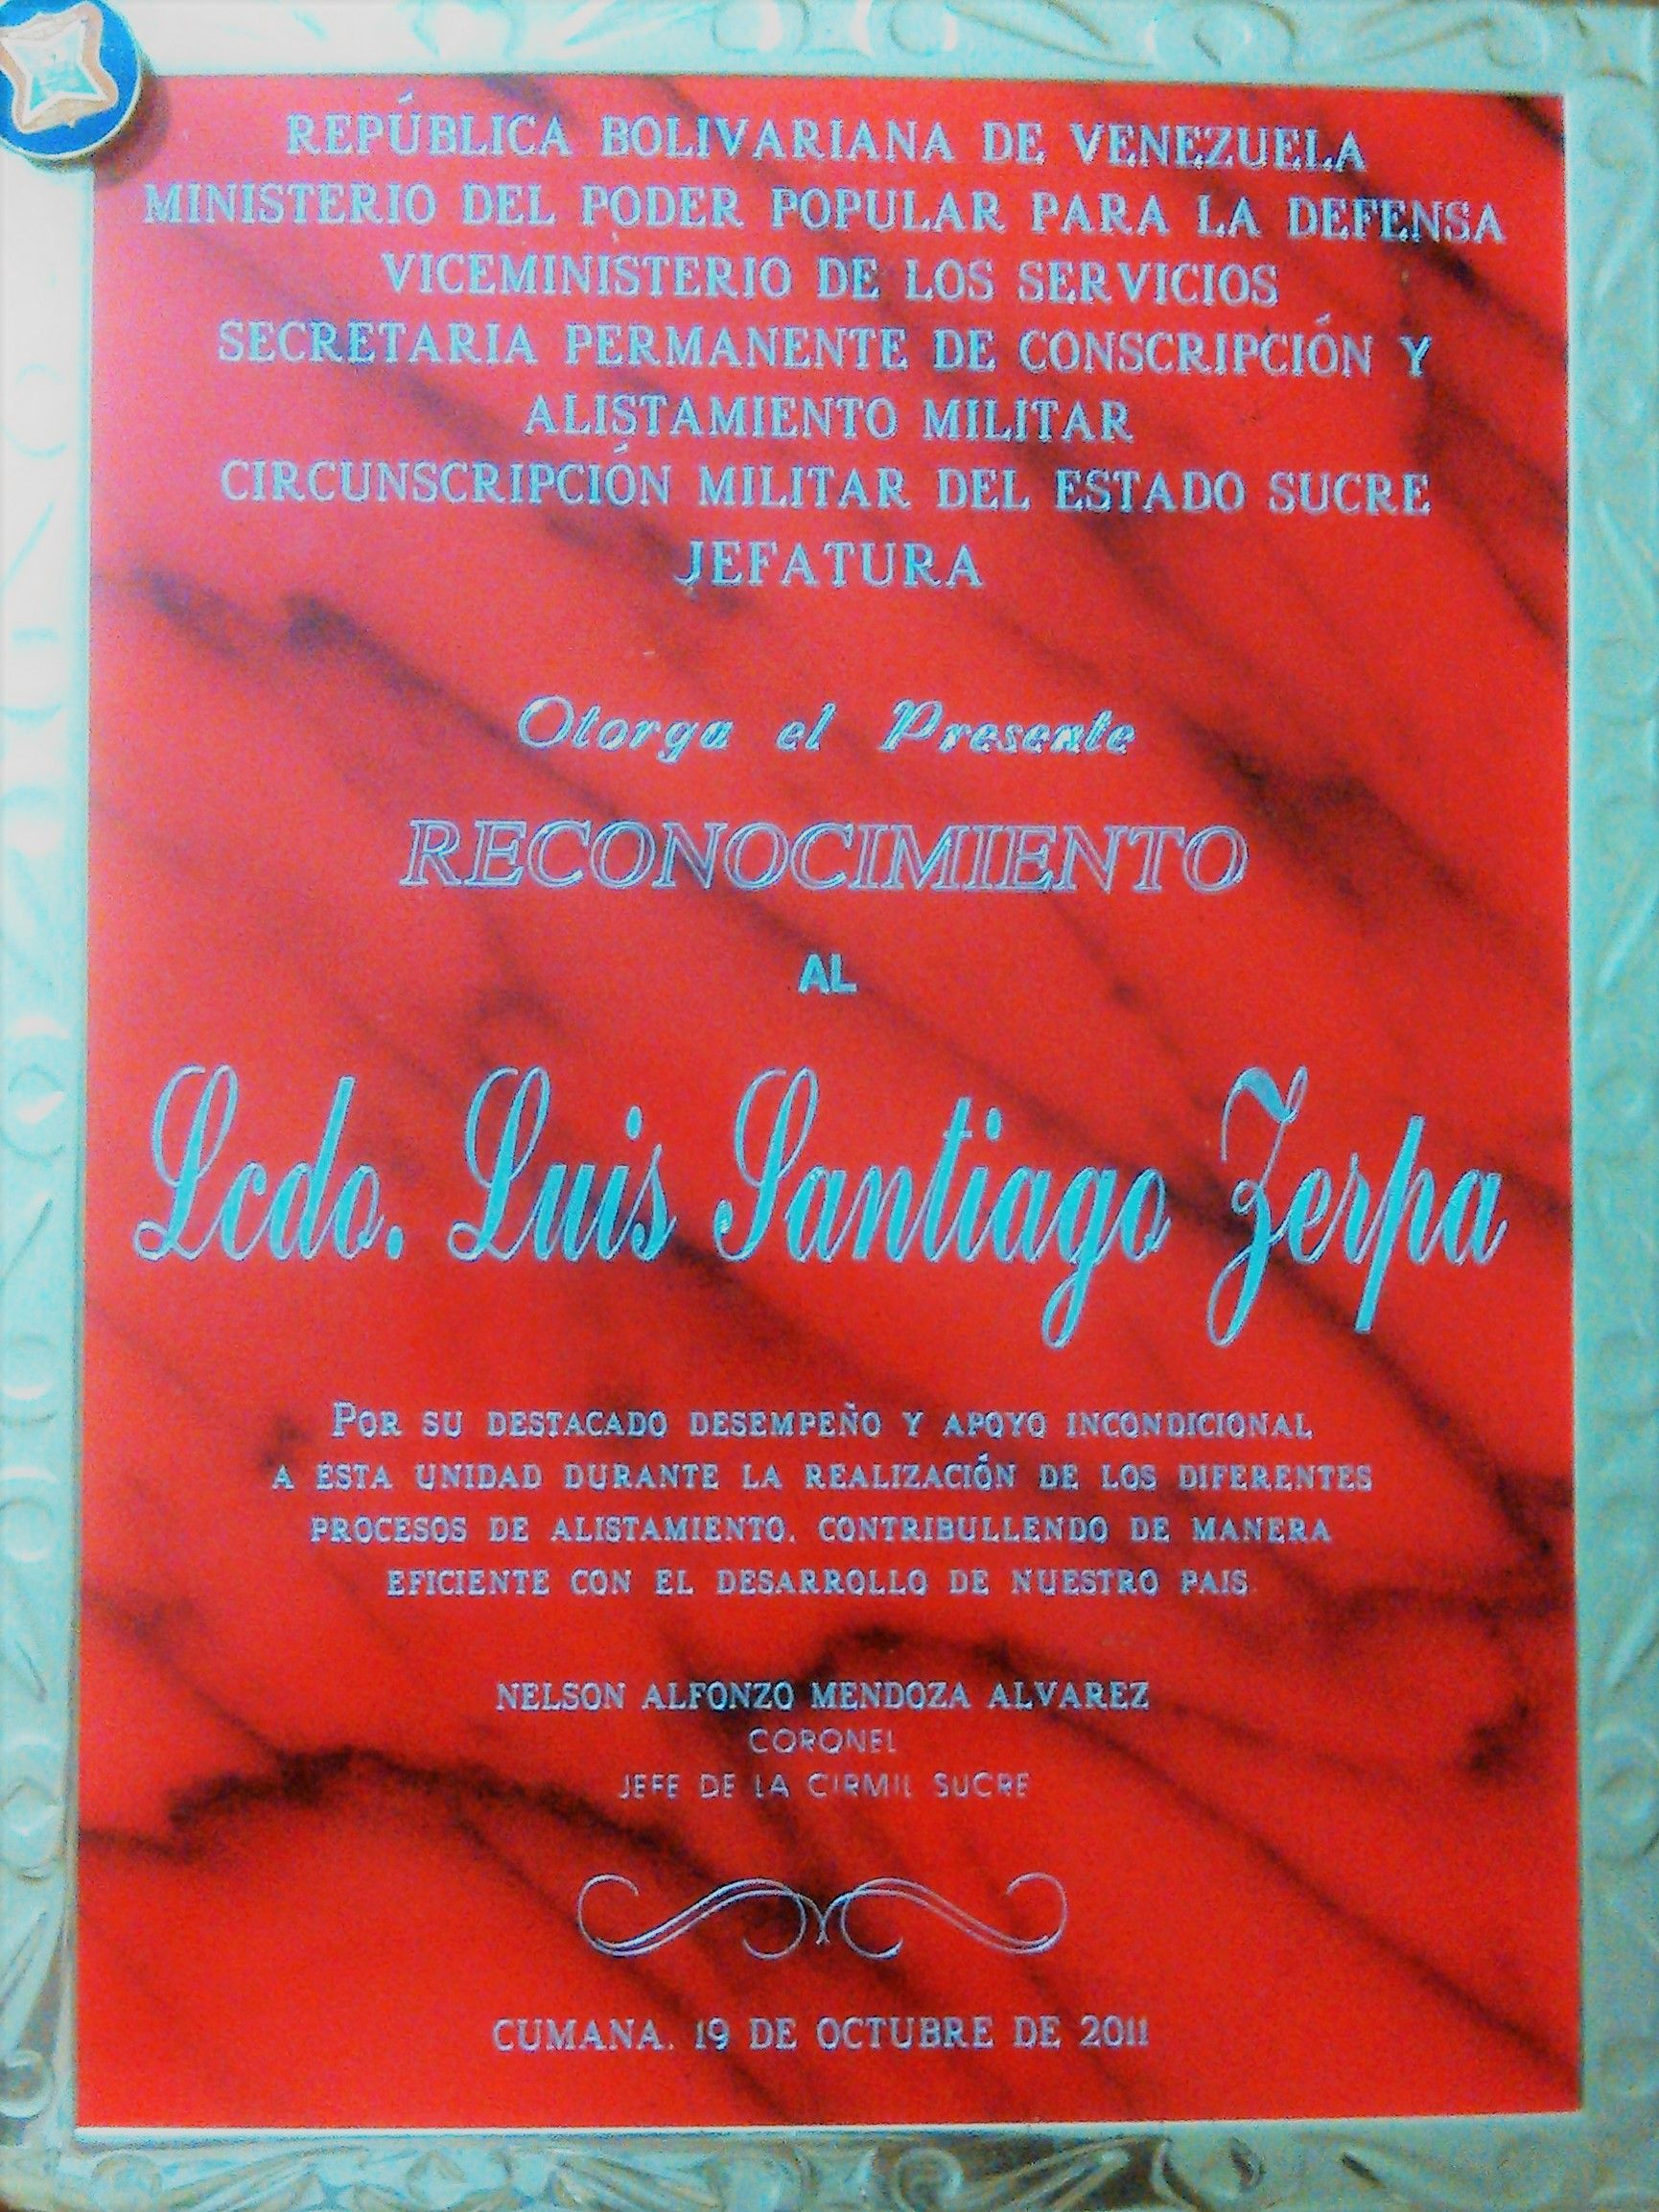 REPÚBLICA BOLIVARIANA DE VENEZUELA
MINISTERIO DEL PODER POPULAR PARA LA DEFENSA
VICEMINISTERIO DE LOS SERVICIOS
SECRETARIA PERMANENTE DE CONSCRIPCIÓN Y
ALISTAMIENTO MILITAR
CIRCUNSCRIPCIÓN MILITAR DEL ESTADO SUCRE
JEFATURA
Otorga el Presente
RECONOCIMIENTO
AL
Lcdo. Luis Santiago Zerpa
POR SU DESTACADO DESEMPEÑO Y APOYO INCONDICIONAL
A ESTA UNIDAD DURANTE LA REALIZACIÓN DE LOS DIFERENTES
PROCESOS DE ALISTAMIENTO, CONTRIBULLENDO DE MANERA
EFICIENTE CON EL DESARROLLO DE NUESTRO PAIS.
NELSON ALFONZO MENDOZA ALVAREZ
CORONEL
JEFE DE LA CIRMIL SUCRE
CUMANA, 19 DE OCTUBRE DE 2011